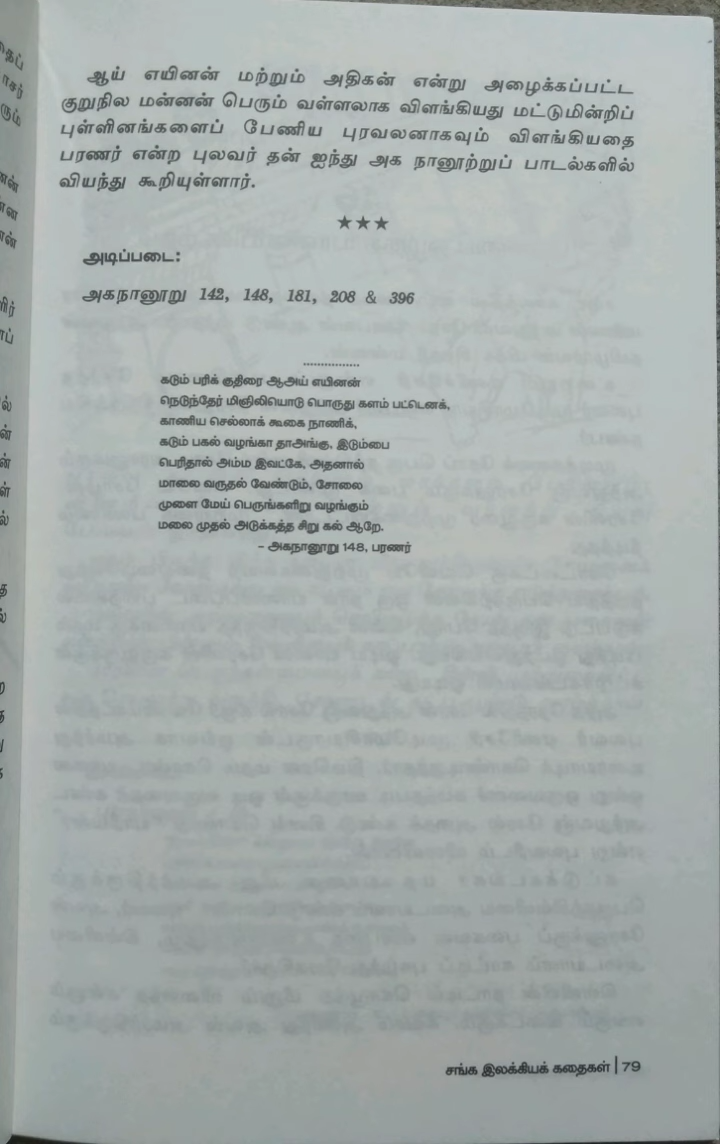 ஆய் எயினன் மற்றும் அதிகன் என்று அழைக்கப்பட்ட
குறுநில மன்னன் பெரும் வள்ளலாக விளங்கியது மட்டுமின்றிப்
புள்ளினங்களைப் பேணிய புரவலனாகவும் விளங்கியதை
பரணர் என்ற புலவர் தன் ஐந்து அக நானூற்றுப் பாடல்களில்
வியந்து கூறியுள்ளார்.
★★★
அடிப்படை:
அகநானூறு 142, 148, 181, 208 & 396
................
கடும் பரிக் குதிரை ஆஅய் எயினன்
நெடுந்தேர் மிஞிலியொடு பொருது களம் பட்டெனக்,
காணிய செல்லாக் கூகை நாணிக்,
கடும் பகல் வழங்கா தாஅங்கு, இடும்பை
பெரிதால் அம்ம இவட்கே, அதனால்
மாலை வருதல் வேண்டும், சோலை
முளை மேய் பெருங்களிறு வழங்கும்
மலை முதல் அடுக்கத்த சிறு கல் ஆறே.
– அகநானூறு 148, பரணர்
சங்க இலக்கியக் கதைகள் | 79